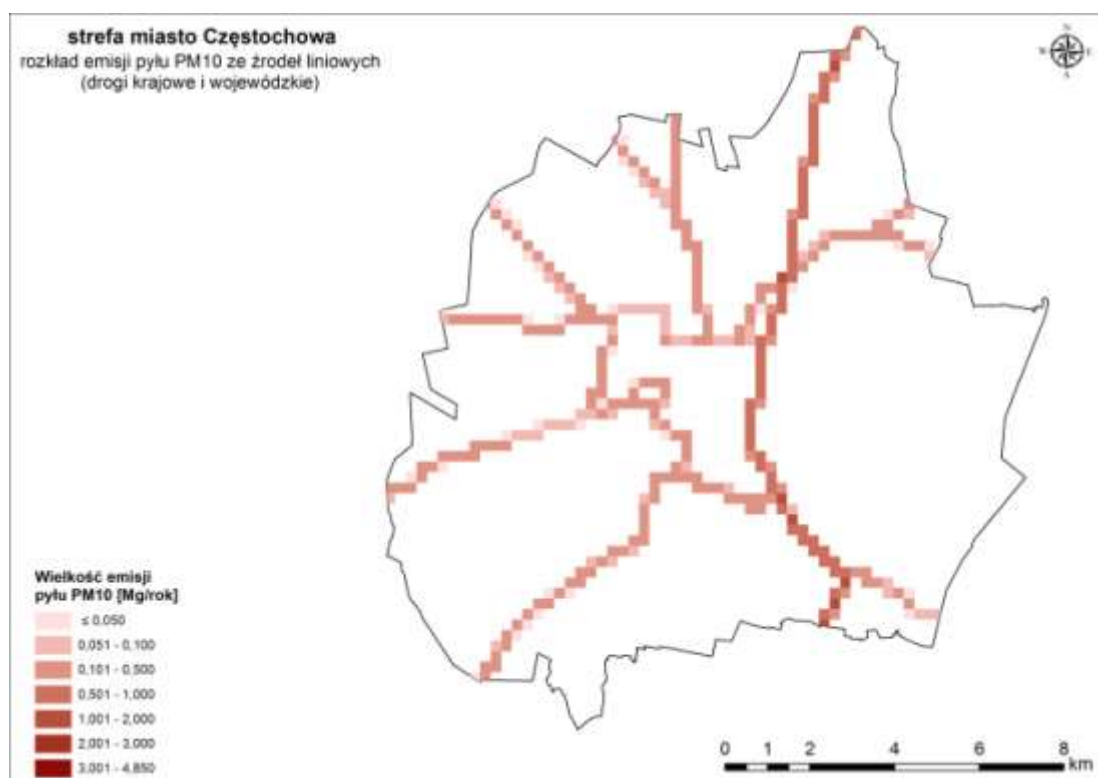 strefa miasto Częstochowa
rozkład emisji pyłu PM10 ze źródeł liniowych
(drogi krajowe i wojewódzkie)
N
W E
S
Wielkość emisji
pyłu PM10 [Mg/rok]
≤ 0,050
0,051 - 0,100
0,101 - 0,500
0,501 - 1,000
1,001 - 2,000
2,001 - 3,000
3,001 - 4,850
0 1 2 4 6 8
km